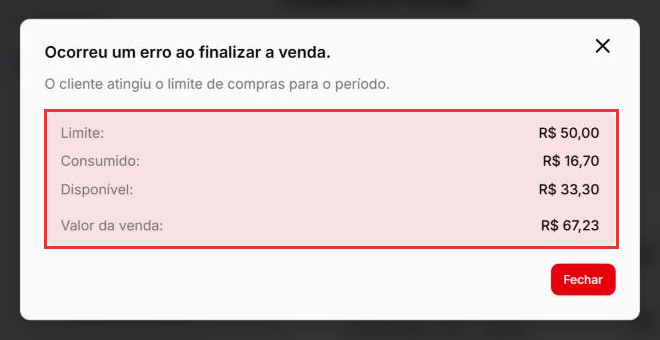 Ocorreu um erro ao finalizar a venda.
O cliente atingiu o limite de compras para o período.
Limite: R$ 50,00
Consumido: R$ 16,70
Disponível: R$ 33,30
Valor da venda: R$ 67,23
Fechar